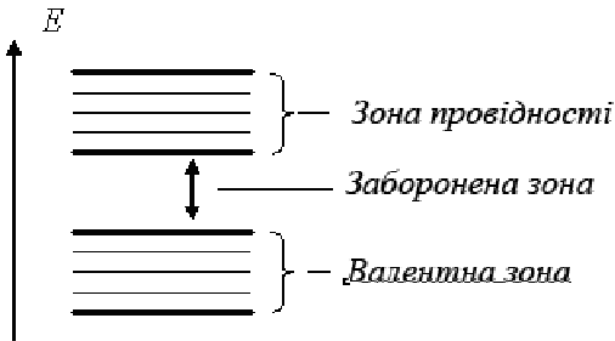 E
Зона провідності
Заборонена зона
Валентна зона